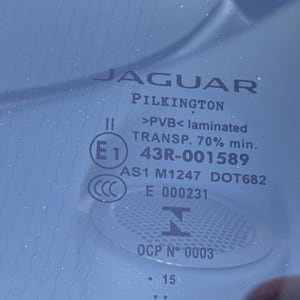 JAGUAR
PILKINGTON
>PVB< laminated
II TRANSP. 70% min.
E1 43R-001589
AS1 M1247 DOT682
CCC E 000231
OCP N° 0003
• 15